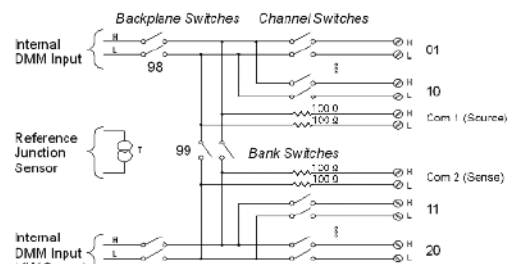 Backplane Switches Channel Switches
Internal
DMM Input
H
L
98
H
L
01
H
L
10
100 Ω
100 Ω
H
L
Com 1 (Source)
Reference
Junction
Sensor
T
99
Bank Switches
100 Ω
100 Ω
H
L
Com 2 (Sense)
H
L
11
Internal
DMM Input
H
L
H
L
20